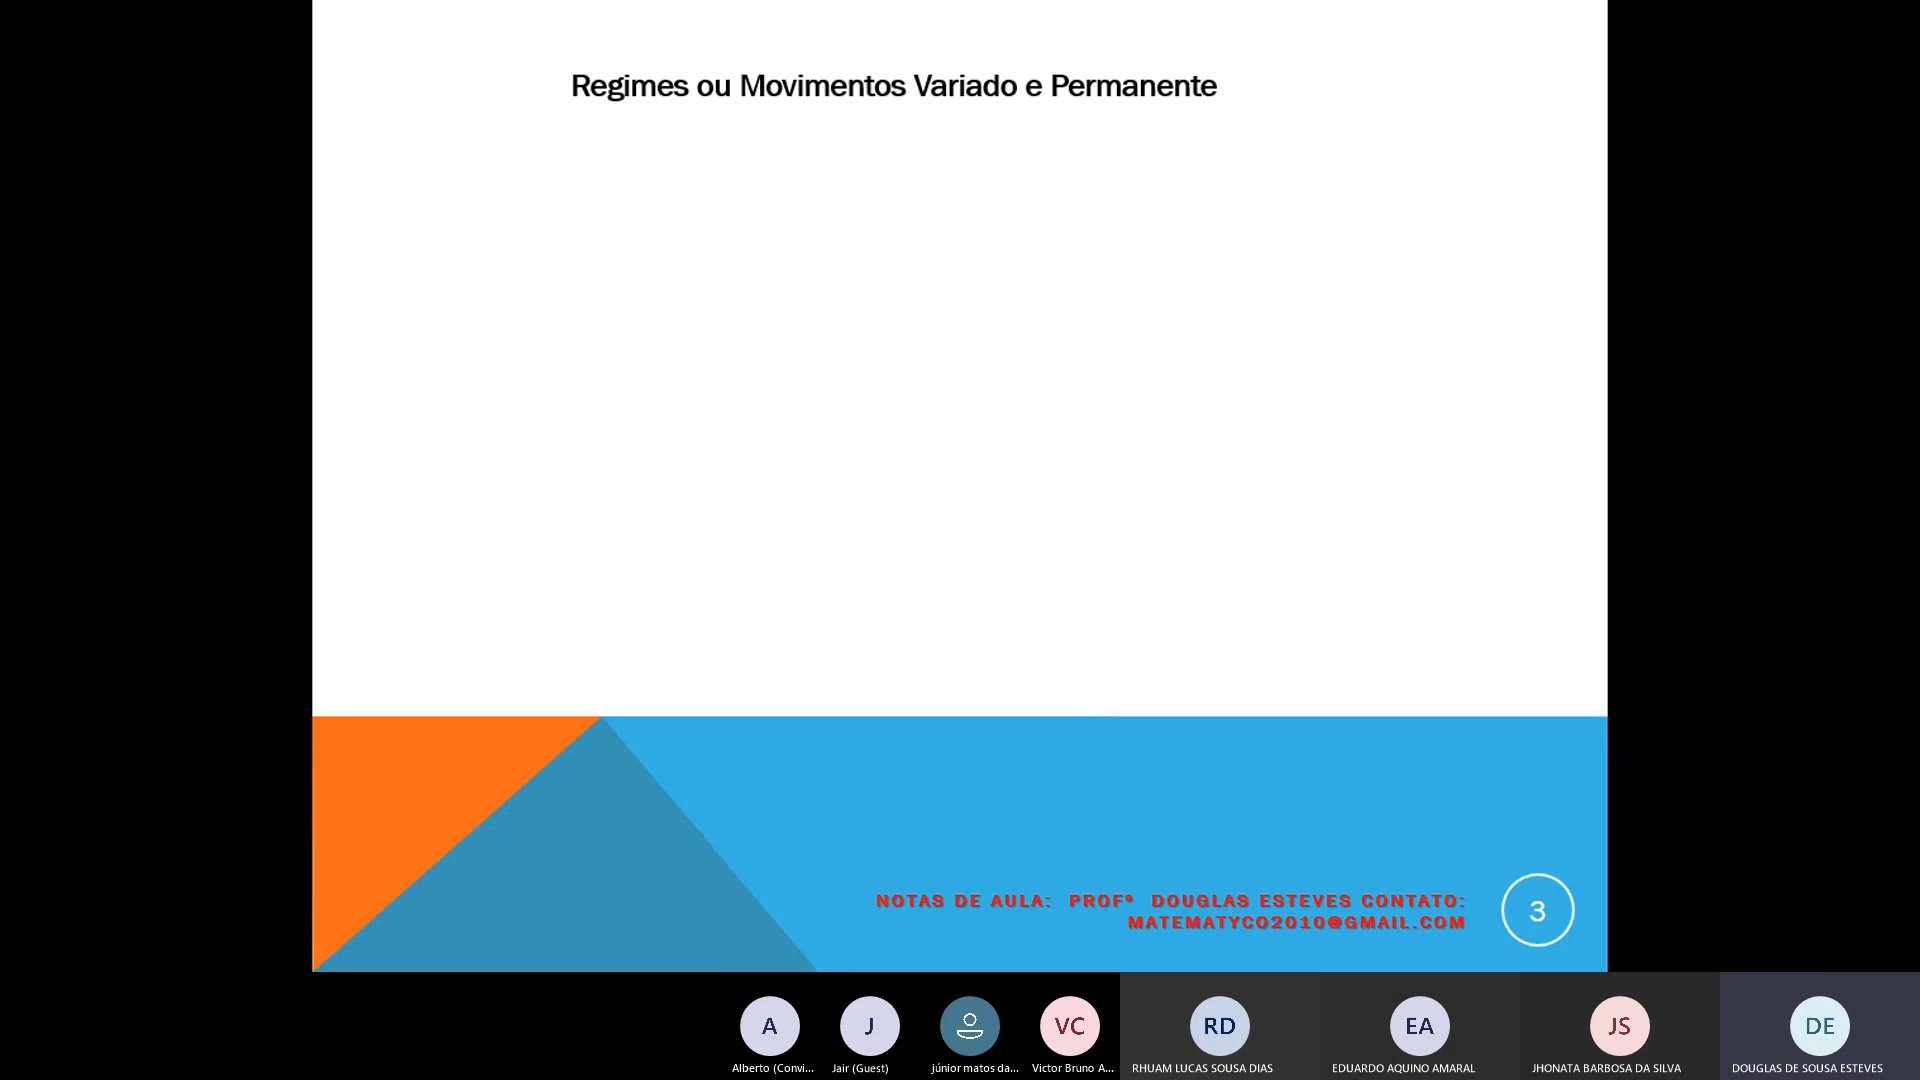 Regimes ou Movimentos Variado e Permanente
NOTAS DE AULA: PROFº DOUGLAS ESTEVES CONTATO:
MATEMATYCO2010@GMAIL.COM
3
A
J
VC
RD
EA
JS
DE
Alberto (Convi...
Jair (Guest)
júnior matos da...
Victor Bruno A...
RHUAM LUCAS SOUSA DIAS
EDUARDO AQUINO AMARAL
JHONATA BARBOSA DA SILVA
DOUGLAS DE SOUSA ESTEVES